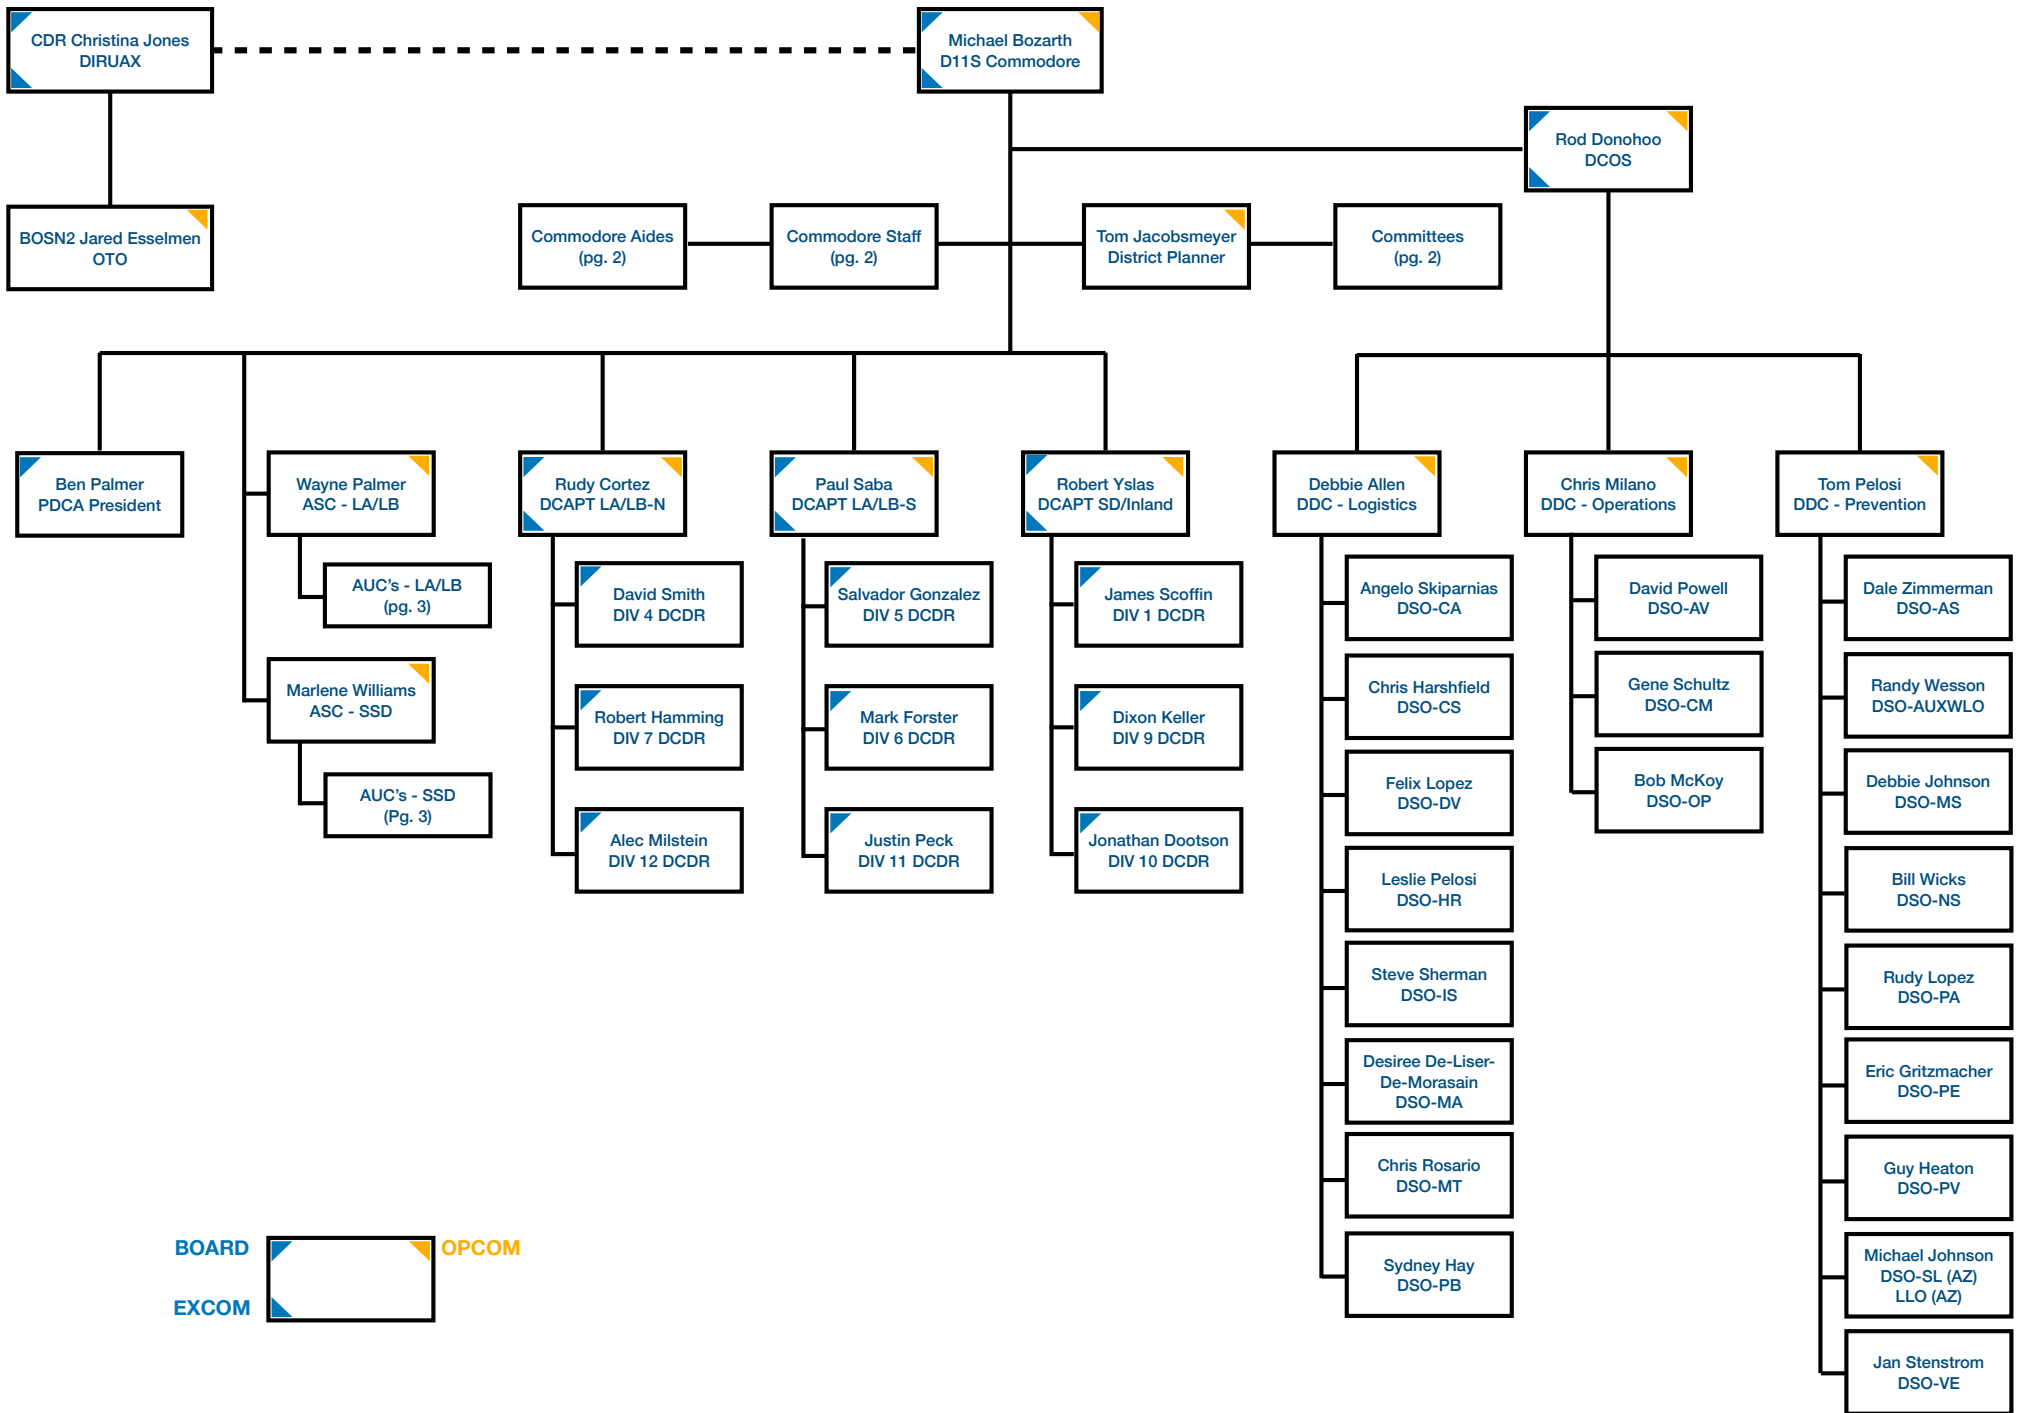 CDR Christina Jones
DIRUAX
Michael Bozarth
D11S Commodore
Rod Donohoo
DCOS
BOSN2 Jared Esselmen
OTO
Commodore Aides
(pg. 2)
Commodore Staff
(pg. 2)
Tom Jacobsmeyer
District Planner
Committees
(pg. 2)
Ben Palmer
PDCA President
Wayne Palmer
ASC - LA/LB
AUC's - LA/LB
(pg. 3)
Marlene Williams
ASC - SSD
AUC's - SSD
(Pg. 3)
Rudy Cortez
DCAPT LA/LB-N
David Smith
DIV 4 DCDR
Robert Hamming
DIV 7 DCDR
Alec Milstein
DIV 12 DCDR
Paul Saba
DCAPT LA/LB-S
Salvador Gonzalez
DIV 5 DCDR
Mark Forster
DIV 6 DCDR
Justin Peck
DIV 11 DCDR
Robert Yslas
DCAPT SD/Inland
James Scoffin
DIV 1 DCDR
Dixon Keller
DIV 9 DCDR
Jonathan Dootson
DIV 10 DCDR
Debbie Allen
DDC - Logistics
Angelo Skiparnias
DSO-CA
Chris Harshfield
DSO-CS
Felix Lopez
DSO-DV
Leslie Pelosi
DSO-HR
Steve Sherman
DSO-IS
Desiree De-Liser-
De-Morasain
DSO-MA
Chris Rosario
DSO-MT
Sydney Hay
DSO-PB
Chris Milano
DDC - Operations
David Powell
DSO-AV
Gene Schultz
DSO-CM
Bob McKoy
DSO-OP
Tom Pelosi
DDC - Prevention
Dale Zimmerman
DSO-AS
Randy Wesson
DSO-AUXWLO
Debbie Johnson
DSO-MS
Bill Wicks
DSO-NS
Rudy Lopez
DSO-PA
Eric Gritzmacher
DSO-PE
Guy Heaton
DSO-PV
Michael Johnson
DSO-SL (AZ)
LLO (AZ)
Jan Stenstrom
DSO-VE
BOARD
OPCOM
EXCOM